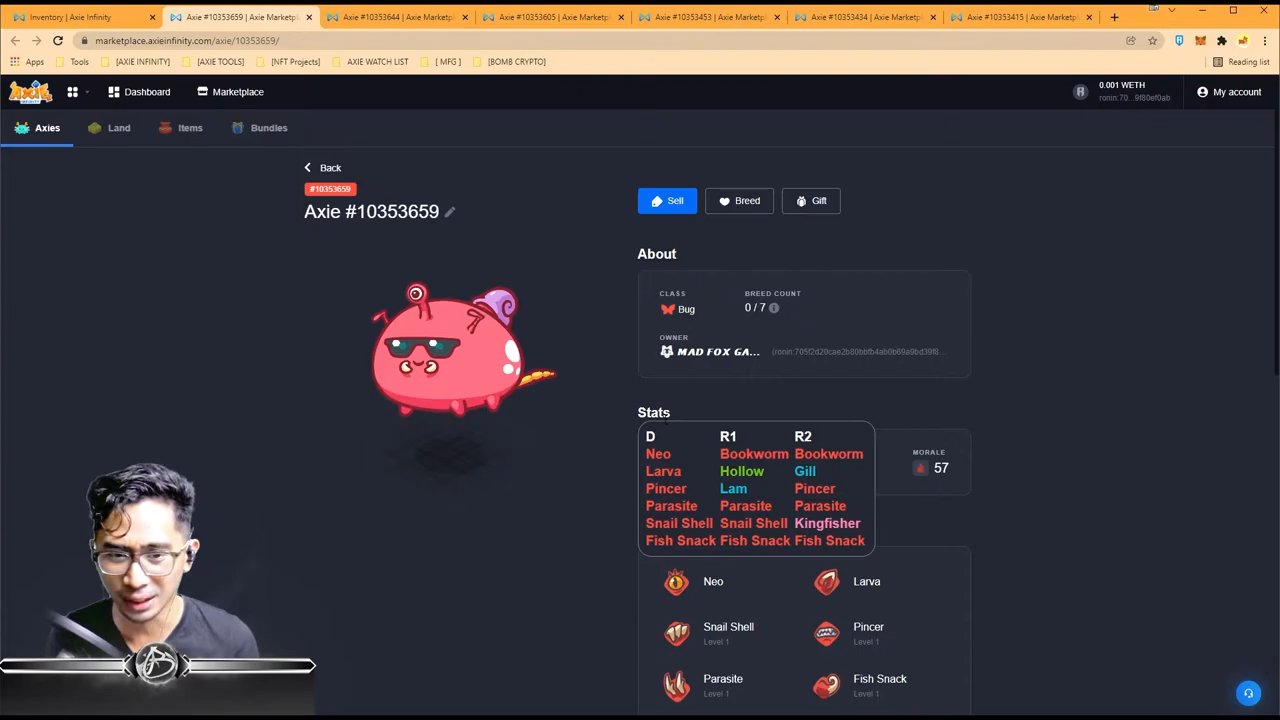 Inventory | Axie Infinity
Axie #10353659 | Axie Marketpl
Axie #10353644 | Axie Marketpl
Axie #10353605 | Axie Marketpl
Axie #10353453 | Axie Marketpl
Axie #10353434 | Axie Marketpl
Axie #10353415 | Axie Marketpl
marketplace.axieinfinity.com/axie/10353659/
Apps
Tools
[AXIE INFINITY]
[AXIE TOOLS]
[NFT Projects]
AXIE WATCH LIST
[ MFG ]
[BOMB CRYPTO]
Reading list
AXIE
Dashboard
Marketplace
0.001 WETH
ronin:70...9f80ef0ab
My account
Axies
Land
Items
Bundles
Back
#10353659
Axie #10353659
Sell
Breed
Gift
About
CLASS
BREED COUNT
Bug
0 / 7
OWNER
MAD FOX GA...
Stats
D R1 R2
Neo Bookworm Bookworm
Larva Hollow Gill
Pincer Lam Pincer
Parasite Parasite Parasite
Snail Shell Snail Shell Kingfisher
Fish Snack Fish Snack Fish Snack
MORALE
57
Neo
Larva
Snail Shell
Level 1
Pincer
Level 1
Parasite
Level 1
Fish Snack
Level 1